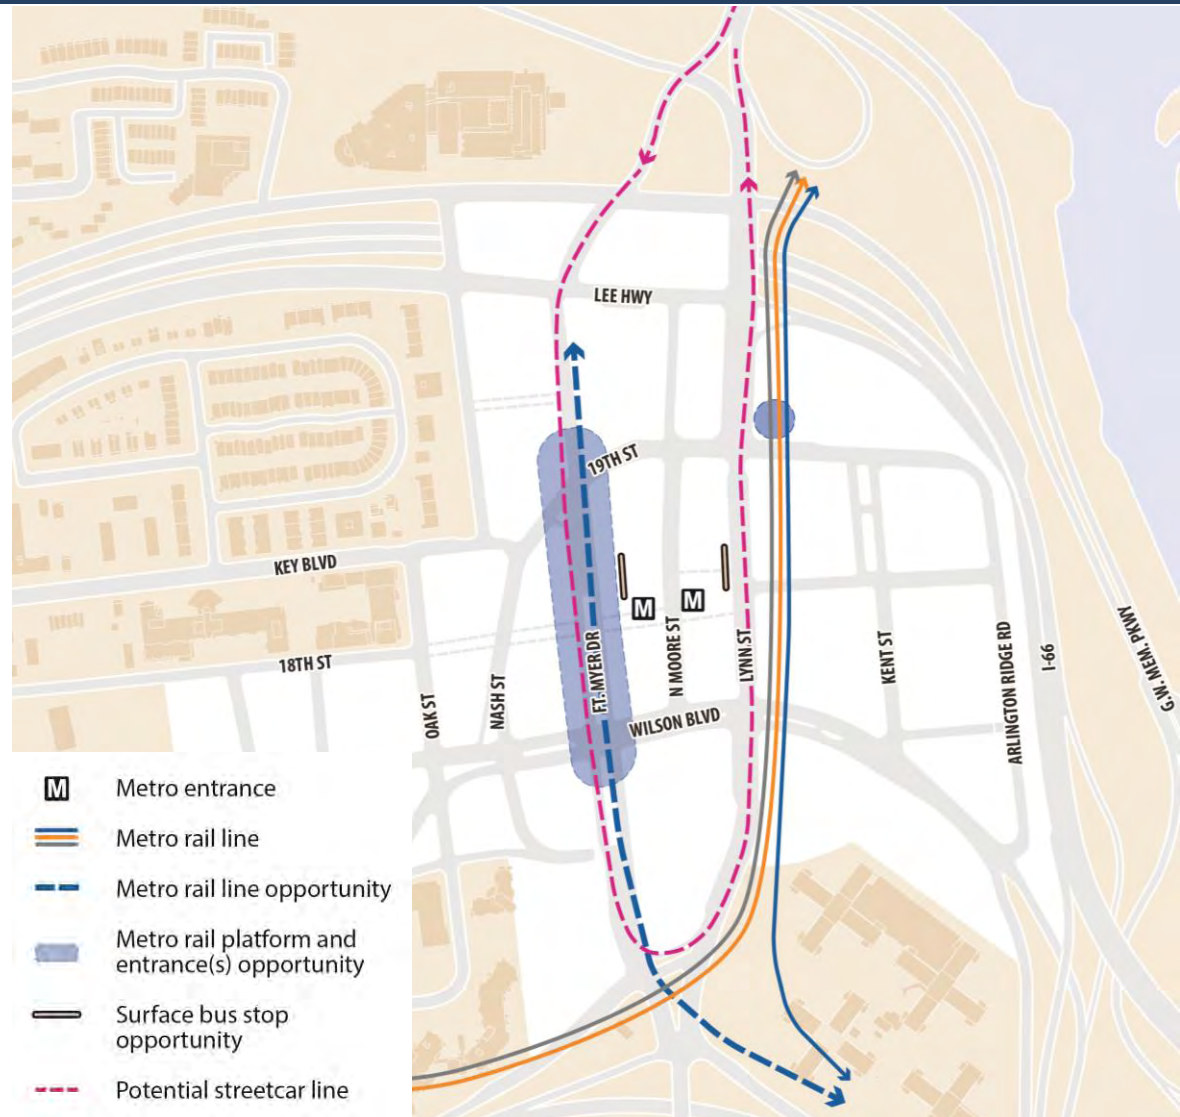 LEE HWY
19TH ST
KEY BLVD
M
M
18TH ST
OAK ST
NASH ST
FT. MYER DR
N MOORE ST
LYNN ST
KENT ST
ARLINGTON RIDGE RD
I-66
G.W. MEM. PKWY
WILSON BLVD
M Metro entrance
Metro rail line
Metro rail line opportunity
Metro rail platform and
entrance(s) opportunity
Surface bus stop
opportunity
Potential streetcar line